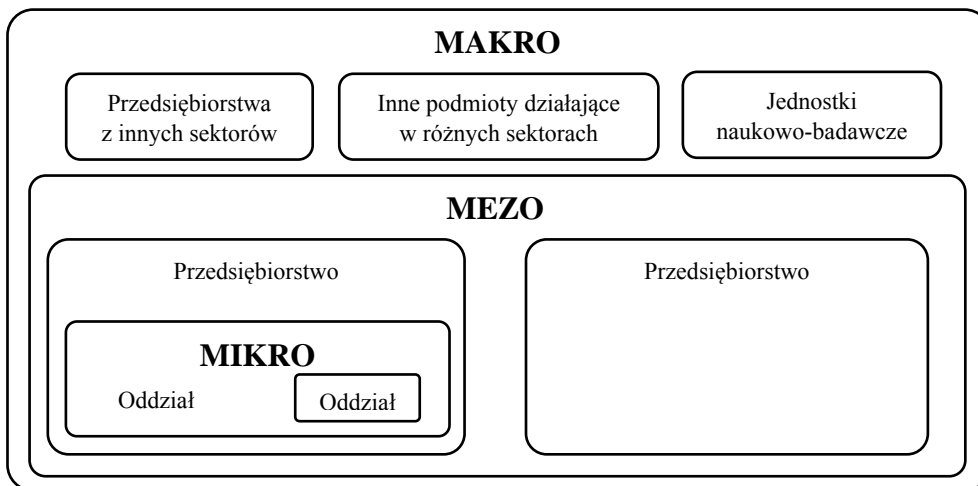 MAKRO
Przedsiębiorstwa
z innych sektorów
Inne podmioty działające
w różnych sektorach
Jednostki
naukowo-badawcze
MEZO
Przedsiębiorstwo
MIKRO
Oddział
Oddział
Przedsiębiorstwo